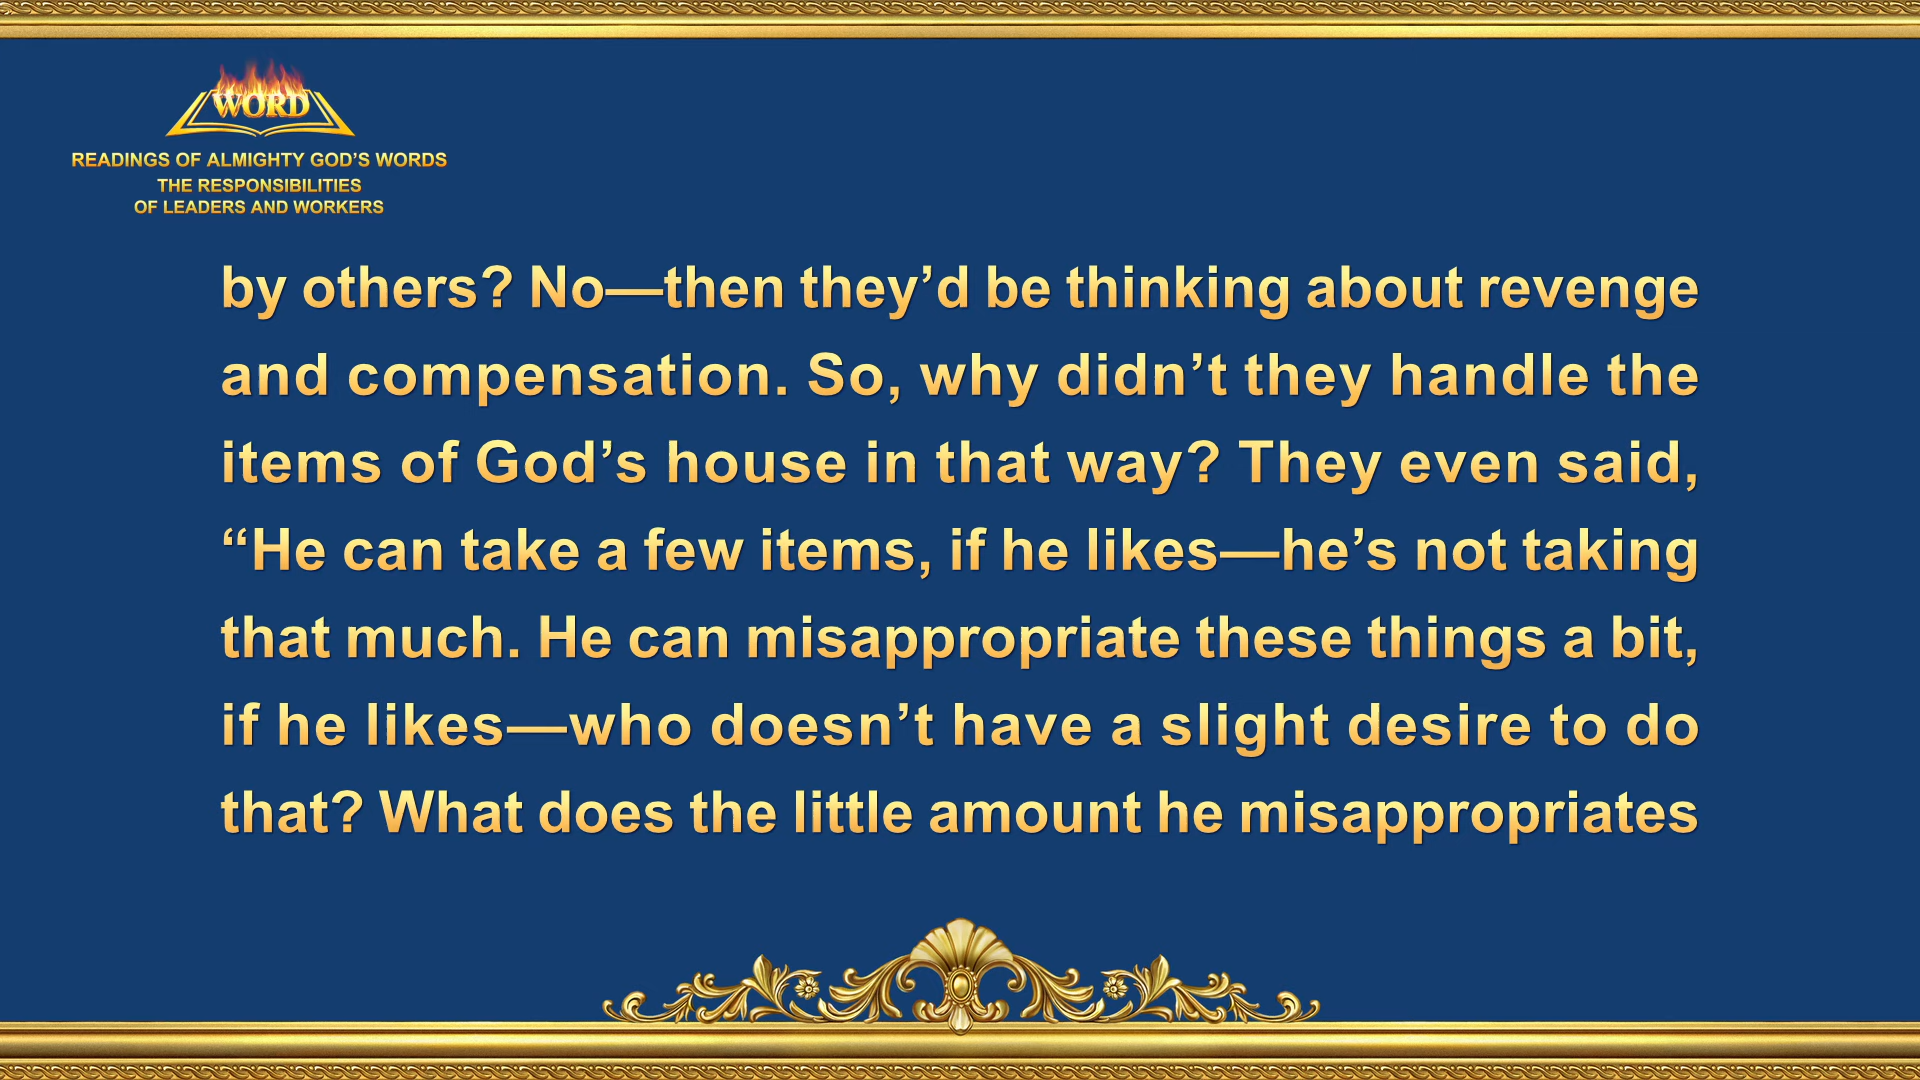 WORD
READINGS OF ALMIGHTY GOD’S WORDS
THE RESPONSIBILITIES
OF LEADERS AND WORKERS
by others? No—then they’d be thinking about revenge
and compensation. So, why didn’t they handle the
items of God’s house in that way? They even said,
“He can take a few items, if he likes—he’s not taking
that much. He can misappropriate these things a bit,
if he likes—who doesn’t have a slight desire to do
that? What does the little amount he misappropriates